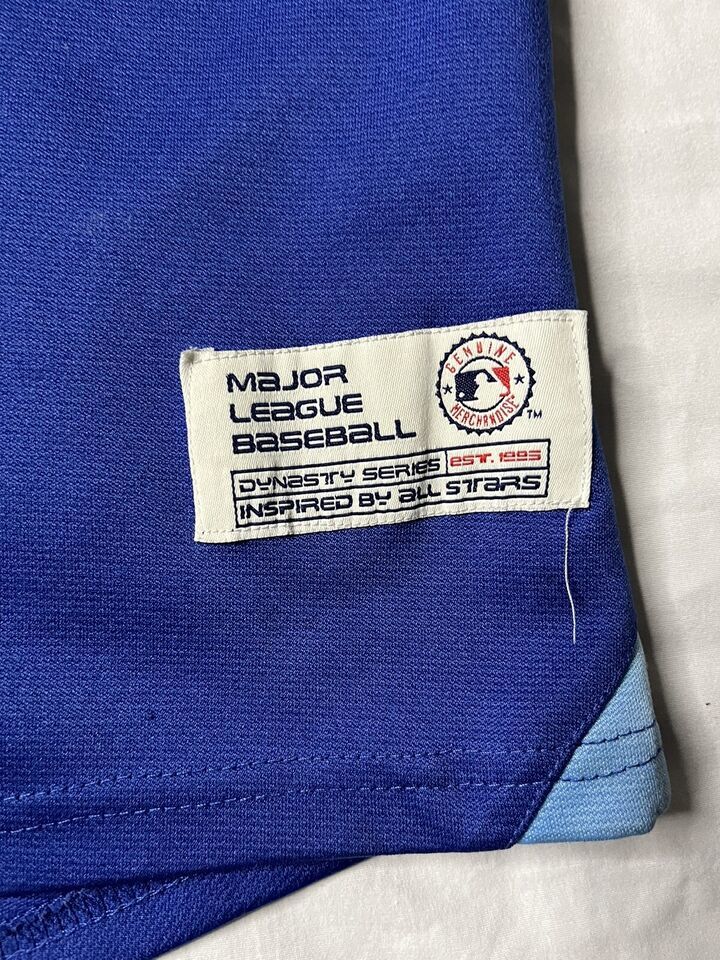 MAJOR
LEAGUE
BASEBALL
GENUINE
MERCHANDISE
TM
DYNASTY SERIES EST. 1995
INSPIRED BY ALL STARS